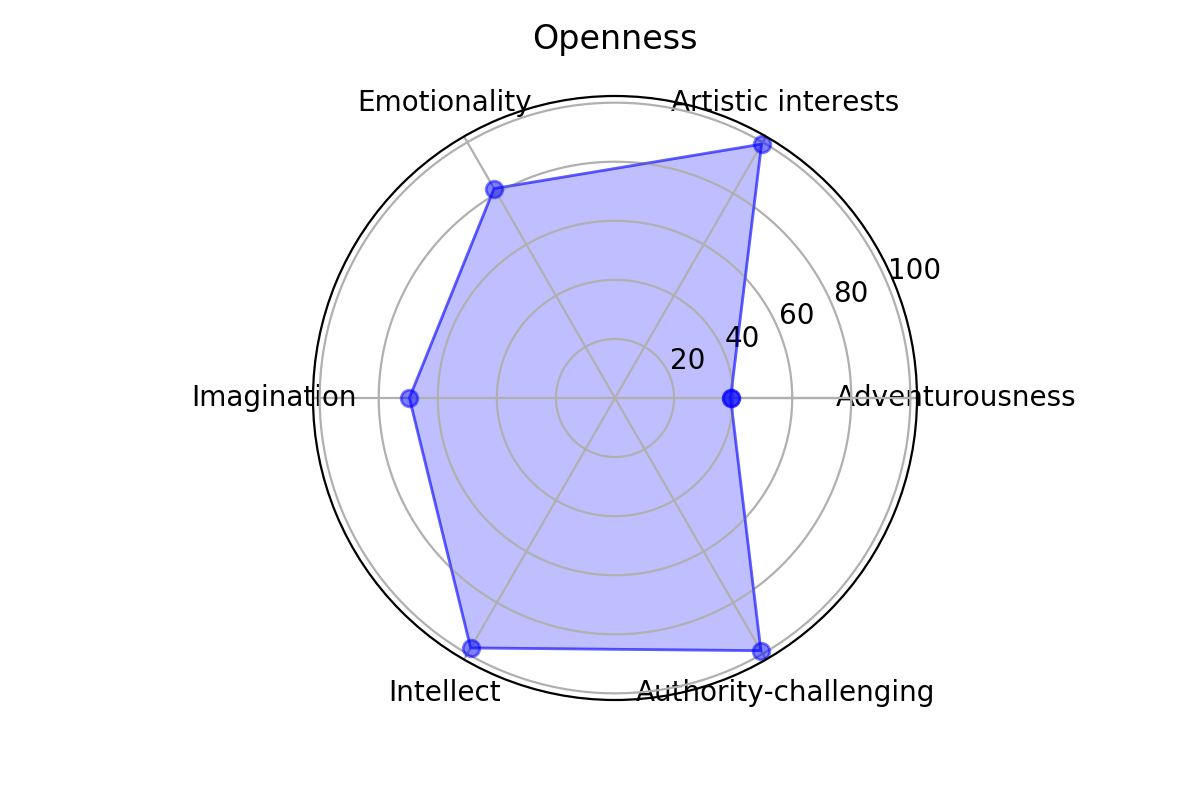 Openness
Emotionality
Artistic interests
100
80
60
40
20
Imagination
Adventurousness
Intellect
Authority-challenging